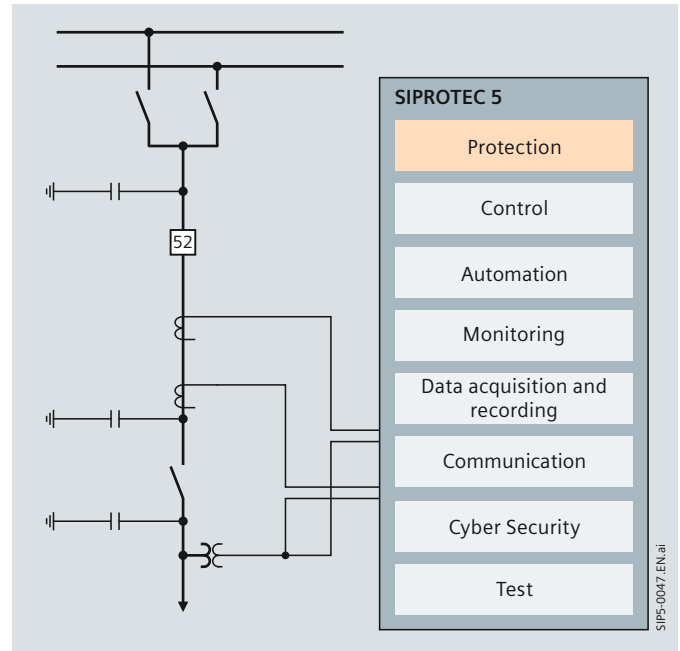 SIPROTEC 5
Protection
Control
52
Automation
Monitoring
Data acquisition and
recording
Communication
Cyber Security
Test
SIP5-0047.EN.ai